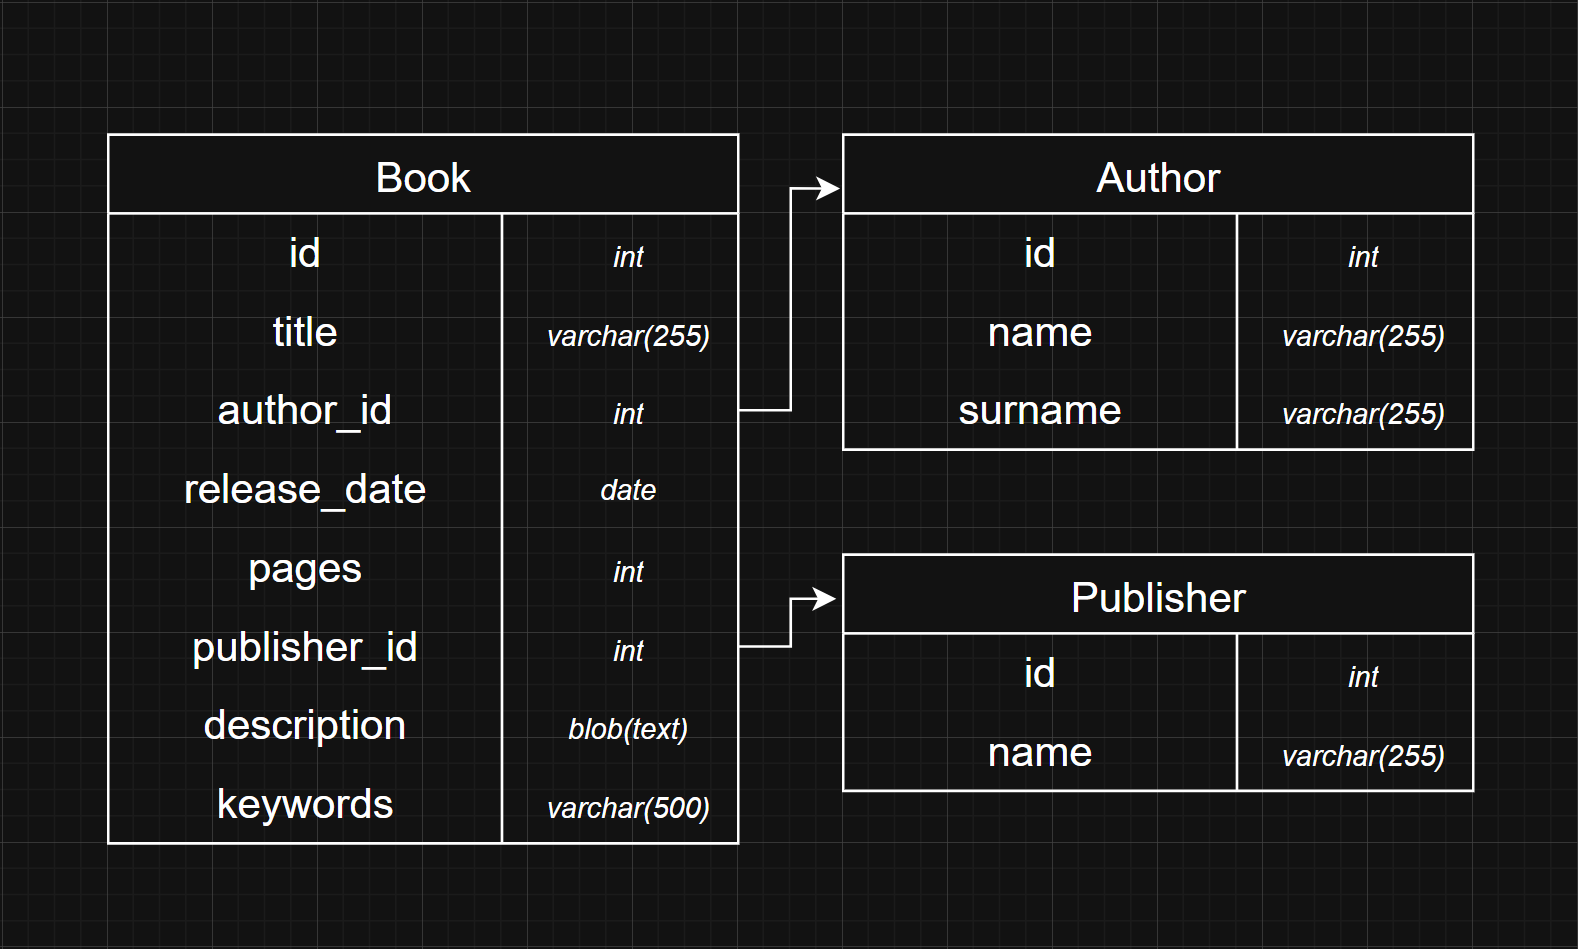 Book
id int
title varchar(255)
author_id int
release_date date
pages int
publisher_id int
description blob(text)
keywords varchar(500)
Author
id int
name varchar(255)
surname varchar(255)
Publisher
id int
name varchar(255)